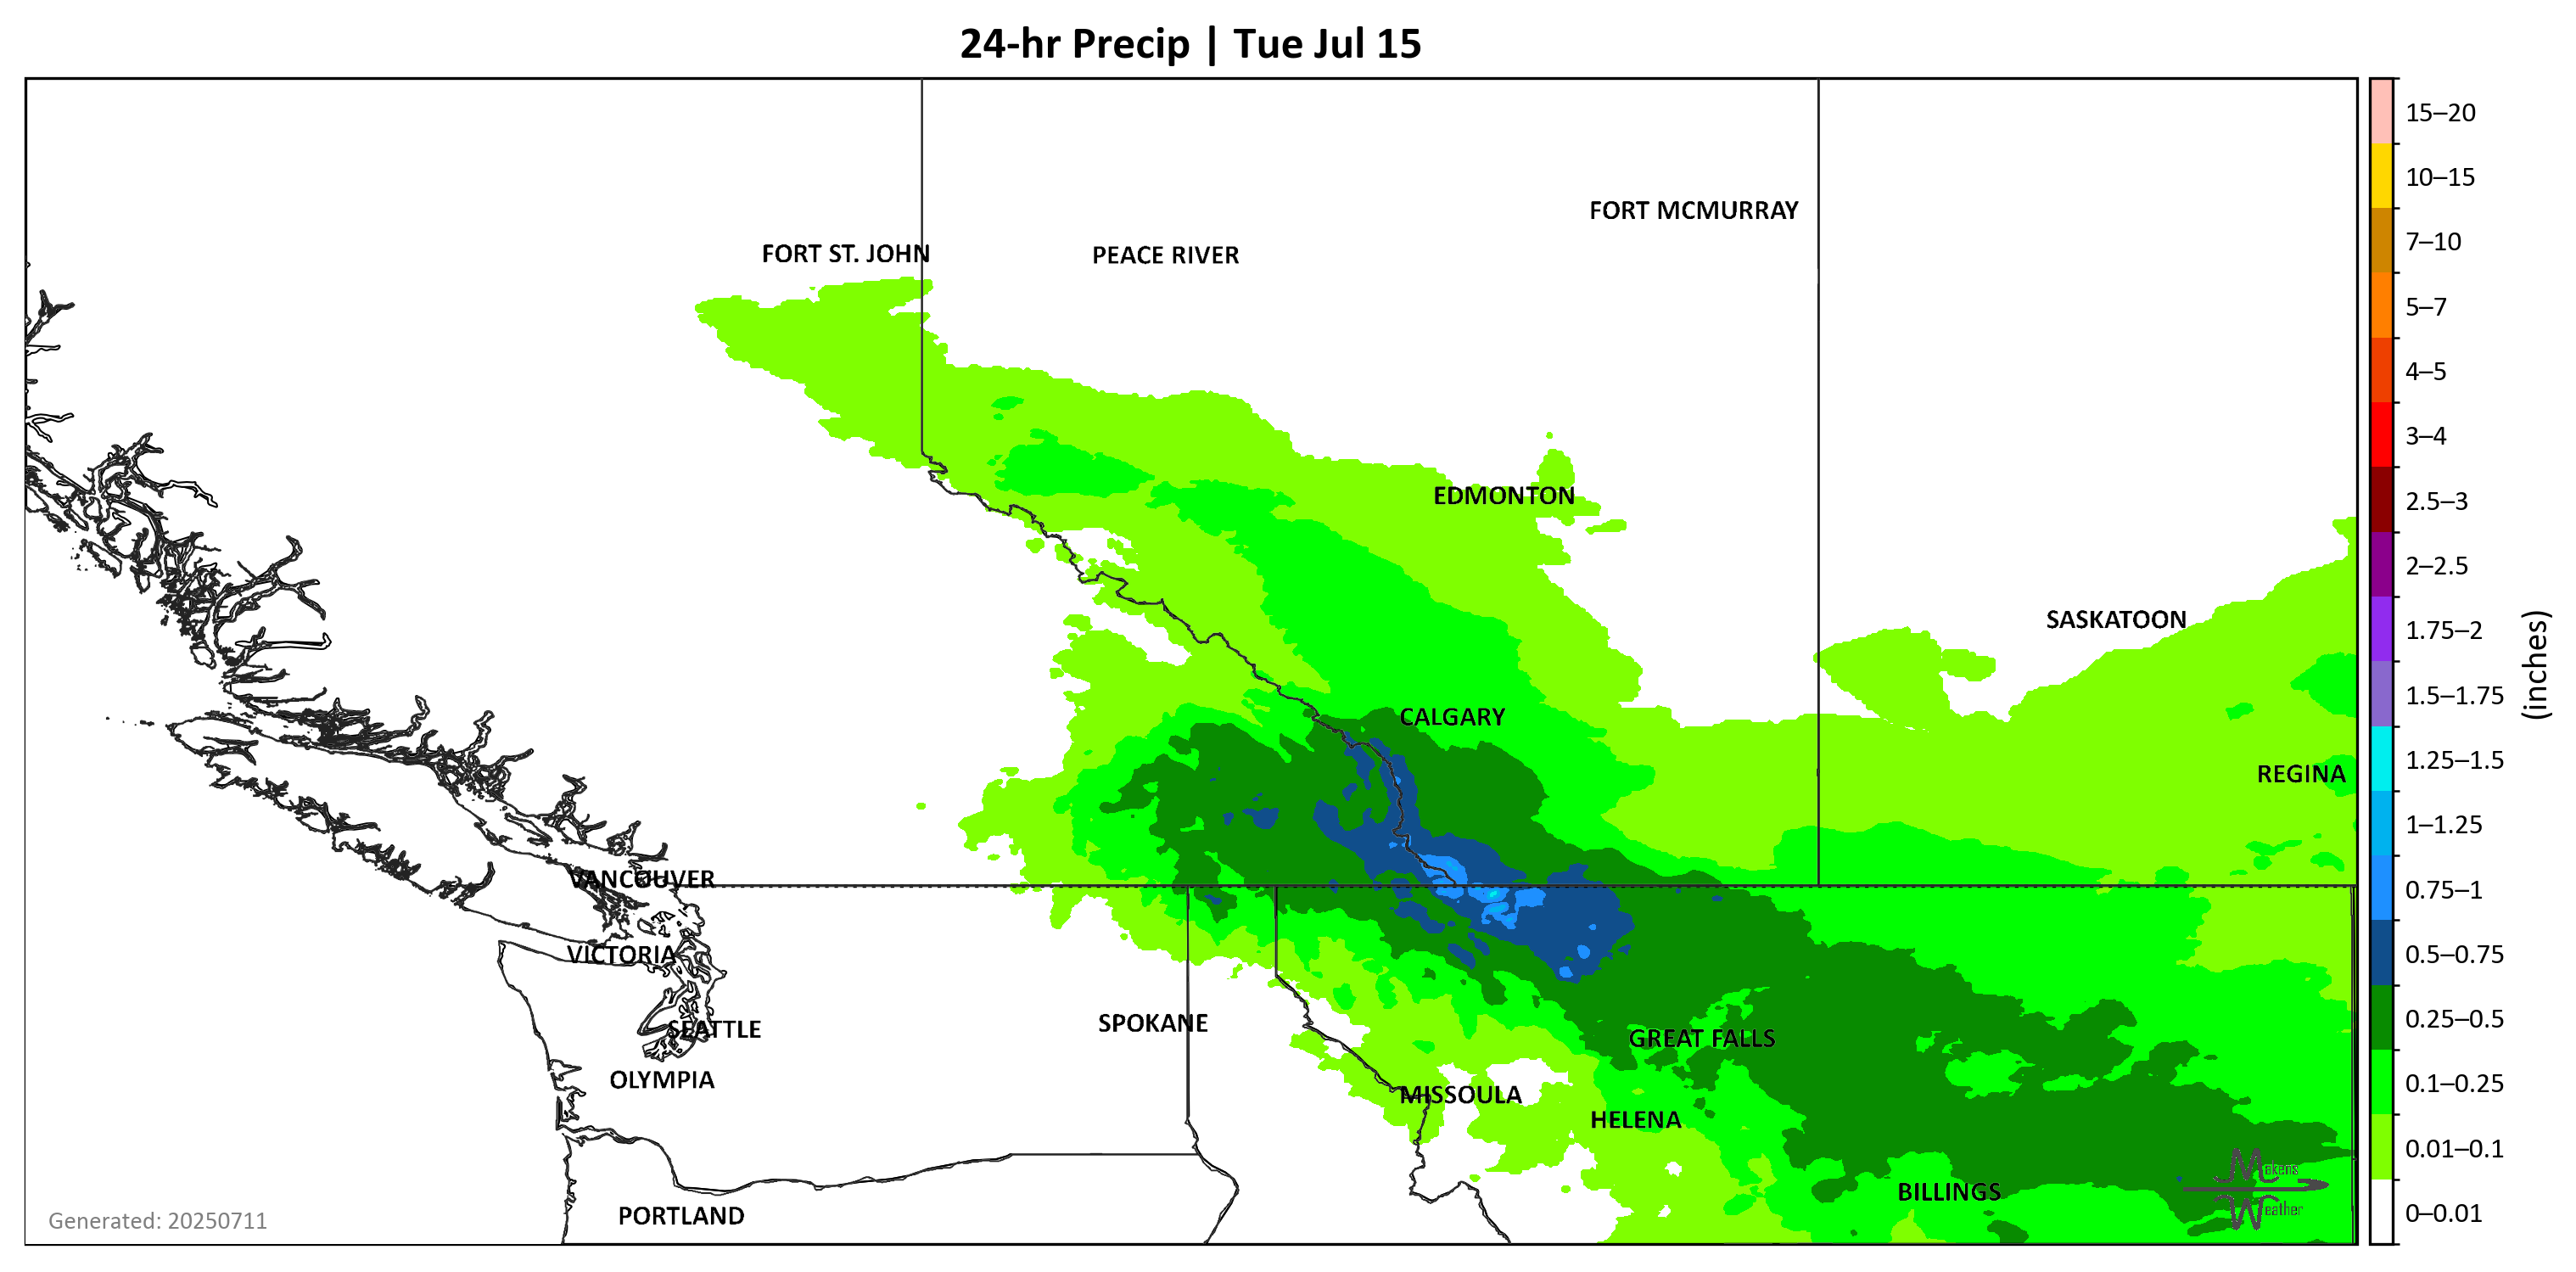 24-hr Precip | Tue Jul 15
15–20
10–15
7–10
5–7
4–5
3–4
2.5–3
2–2.5
1.75–2
1.5–1.75
1.25–1.5
1–1.25
0.75–1
0.5–0.75
0.25–0.5
0.1–0.25
0.01–0.1
0–0.01
(inches)
FORT MCMURRAY
FORT ST. JOHN
PEACE RIVER
EDMONTON
SASKATOON
CALGARY
REGINA
VANCOUVER
VICTORIA
SPOKANE
SEATTLE
GREAT FALLS
OLYMPIA
MISSOULA
HELENA
BILLINGS
PORTLAND
Mekens
Weather
Generated: 20250711